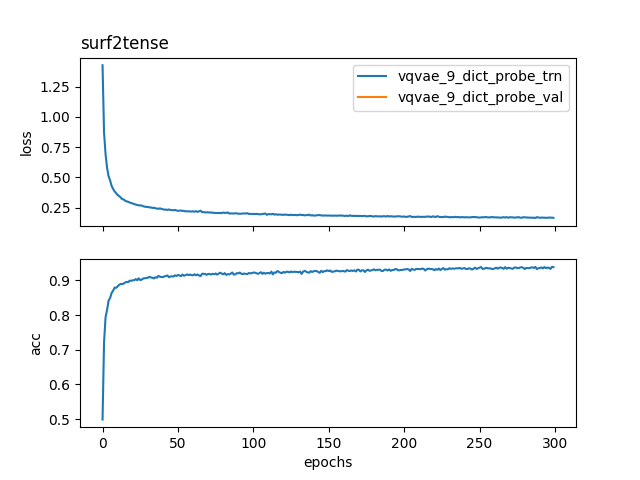 surf2tense
1.25
1.00
0.75
0.50
0.25
loss
vqvae_9_dict_probe_trn
vqvae_9_dict_probe_val
0.9
0.8
0.7
0.6
0.5
acc
0 50 100 150 200 250 300
epochs